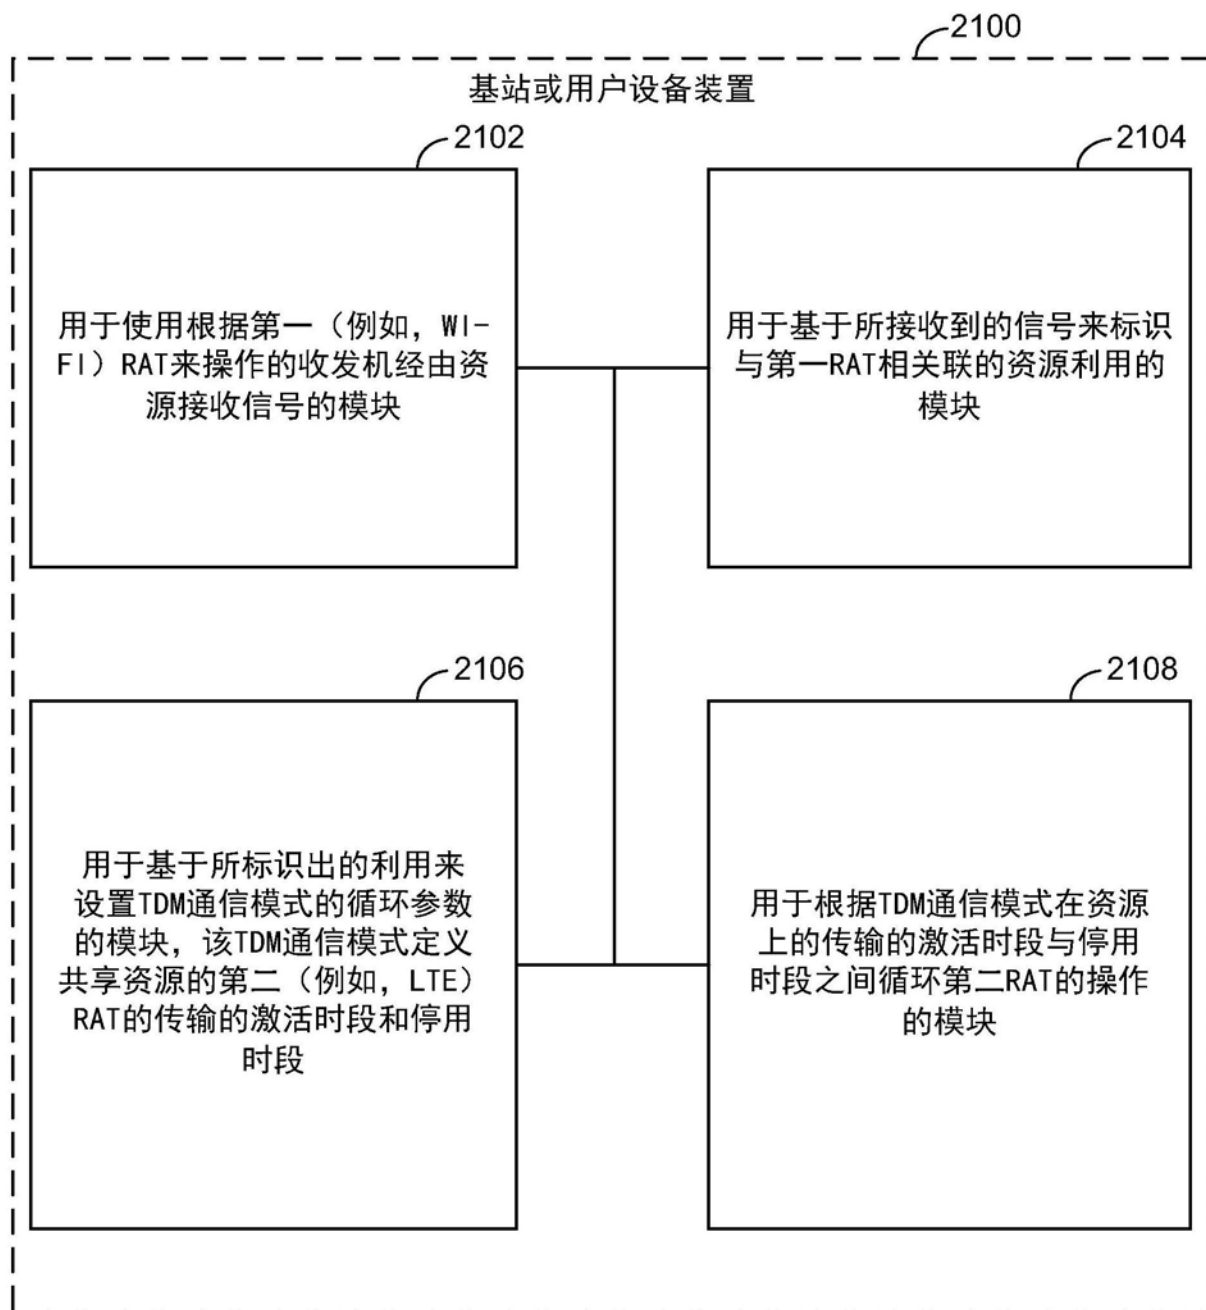 2100
基站或用户设备装置
2102
2104
用于使用根据第一（例如，WI-
FI）RAT来操作的收发机经由资
源接收信号的模块
用于基于所接收到的信号来标识
与第一RAT相关联的资源利用的
模块
2106
2108
用于基于所标识出的利用来
设置TDM通信模式的循环参数
的模块，该TDM通信模式定义
共享资源的第二（例如，LTE）
RAT的传输的激活时段和停用
时段
用于根据TDM通信模式在资源
上的传输的激活时段与停用
时段之间循环第二RAT的操作
的模块